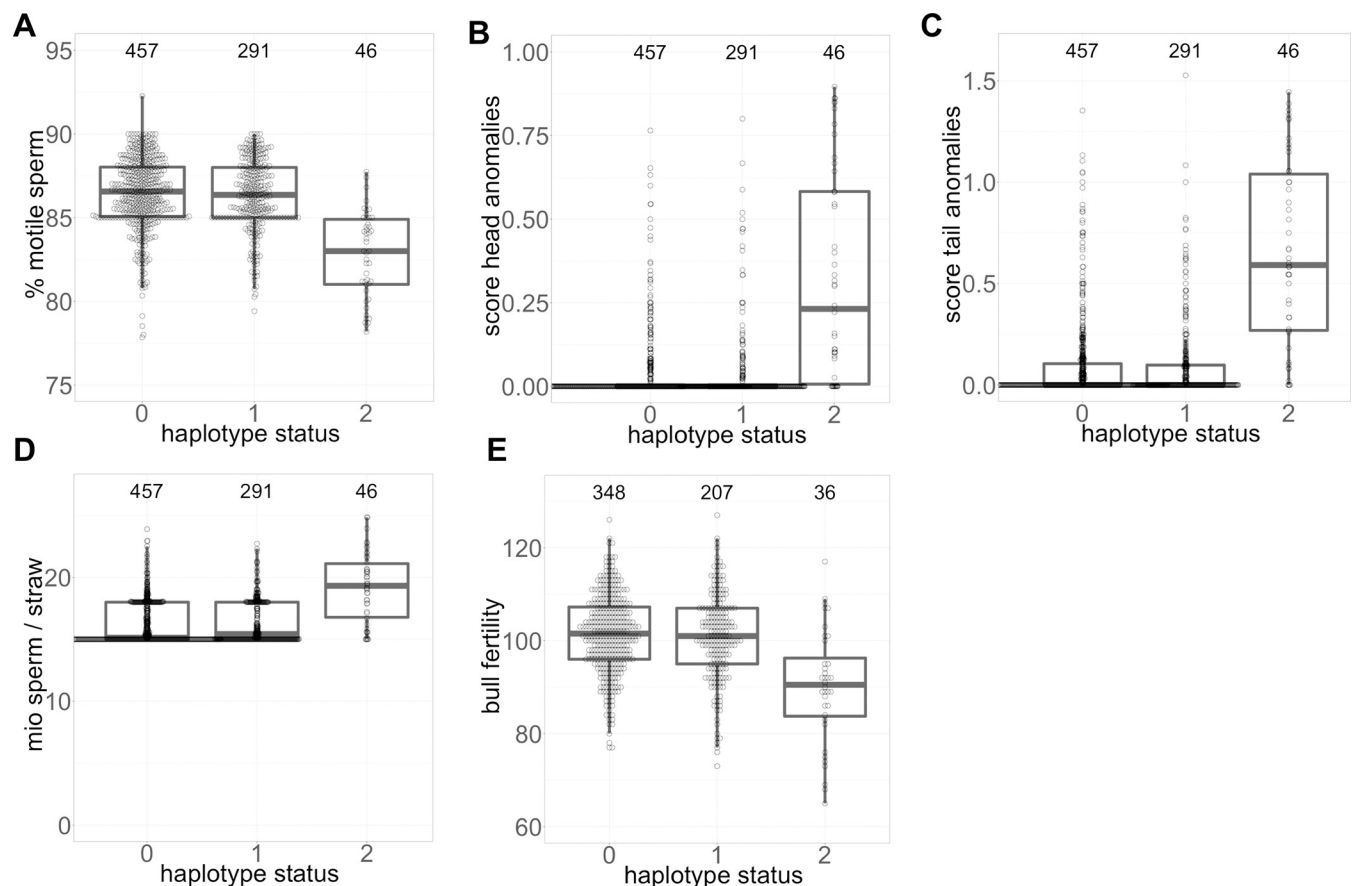 A
457 291 46
95
90
85
80
75
% motile sperm
0 1 2
haplotype status
B
457 291 46
1.00
0.75
0.50
0.25
0.00
score head anomalies
0 1 2
haplotype status
C
457 291 46
1.5
1.0
0.5
0.0
score tail anomalies
0 1 2
haplotype status
D
457 291 46
20
10
0
mio sperm / straw
0 1 2
haplotype status
E
348 207 36
120
100
80
60
bull fertility
0 1 2
haplotype status